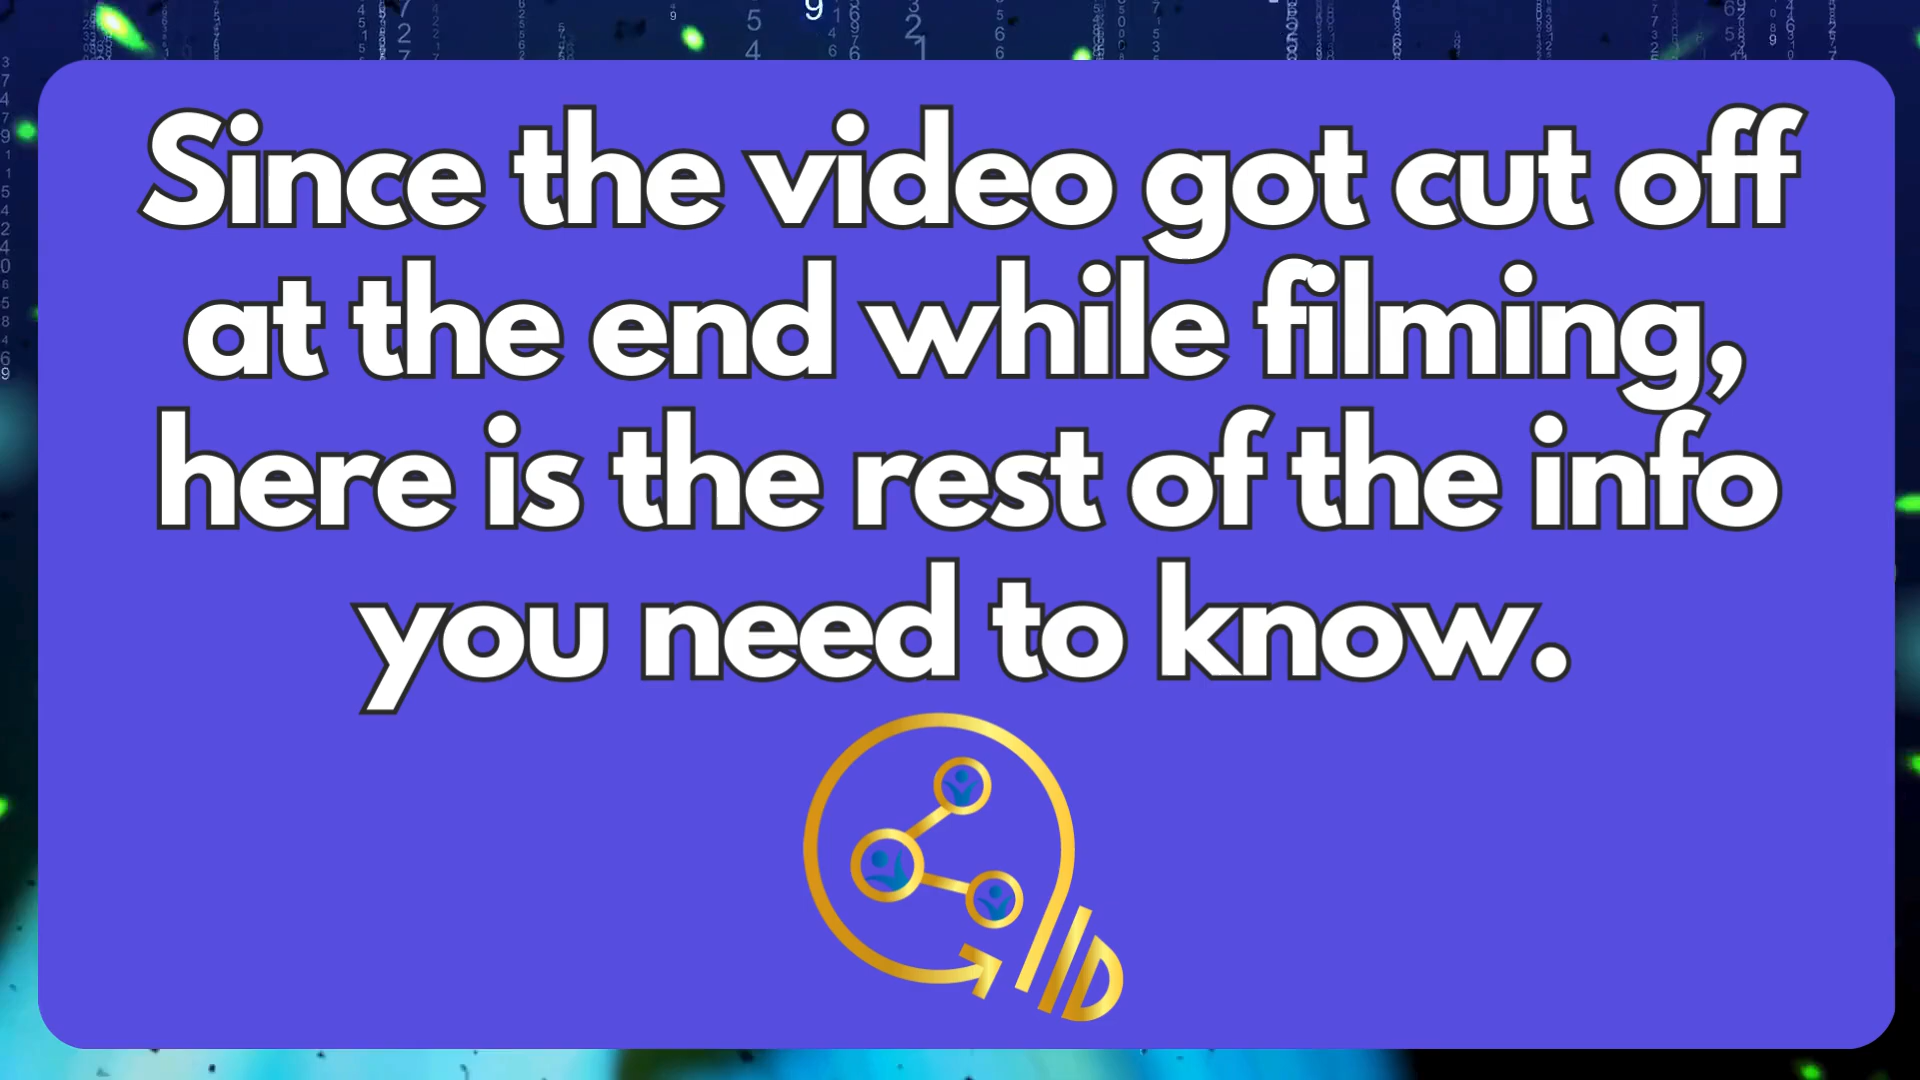 Since the video got cut off
at the end while filming,
here is the rest of the info
you need to know.